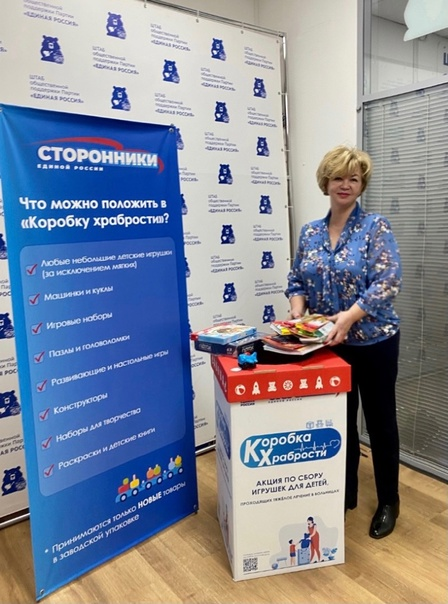 ШТАБ
общественной
поддержки Партии
«ЕДИНАЯ РОССИЯ»
СТОРОННИКИ
ЕДИНОЙ РОССИИ
Что можно положить в
«Коробку храбрости»?
Любые небольшие детские игрушки
(за исключением мягких)
Машинки и куклы
Игровые наборы
Пазлы и головоломки
Развивающие и настольные игры
Конструкторы
Наборы для творчества
Раскраски и детские книги
* Принимаются только НОВЫЕ товары
в заводской упаковке
Коробка
Храбрости
АКЦИЯ ПО СБОРУ
ИГРУШЕК ДЛЯ ДЕТЕЙ,
ПРОХОДЯЩИХ ТЯЖЁЛОЕ ЛЕЧЕНИЕ В БОЛЬНИЦАХ